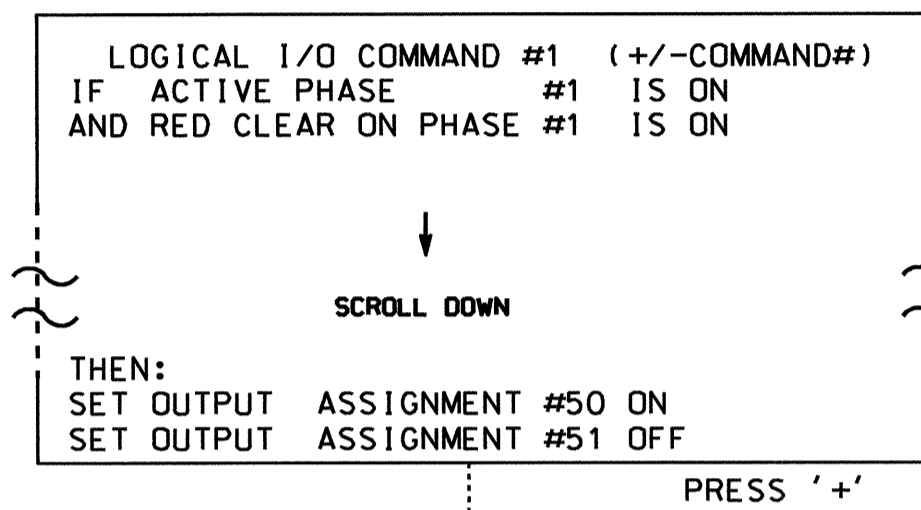 LOGICAL I/O COMMAND #1 (+/-COMMAND#)
IF ACTIVE PHASE #1 IS ON
AND RED CLEAR ON PHASE #1 IS ON
SCROLL DOWN
THEN:
SET OUTPUT ASSIGNMENT #50 ON
SET OUTPUT ASSIGNMENT #51 OFF
PRESS '+'